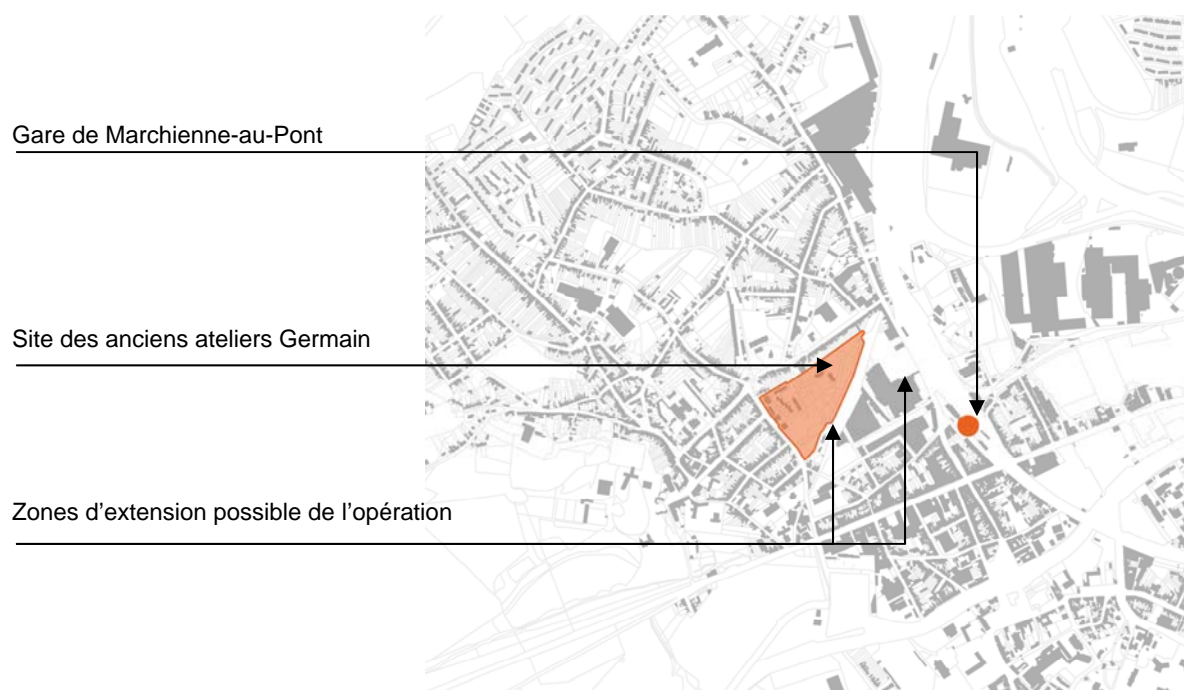 Gare de Marchienne-au-Pont
Site des anciens ateliers Germain
Zones d’extension possible de l’opération